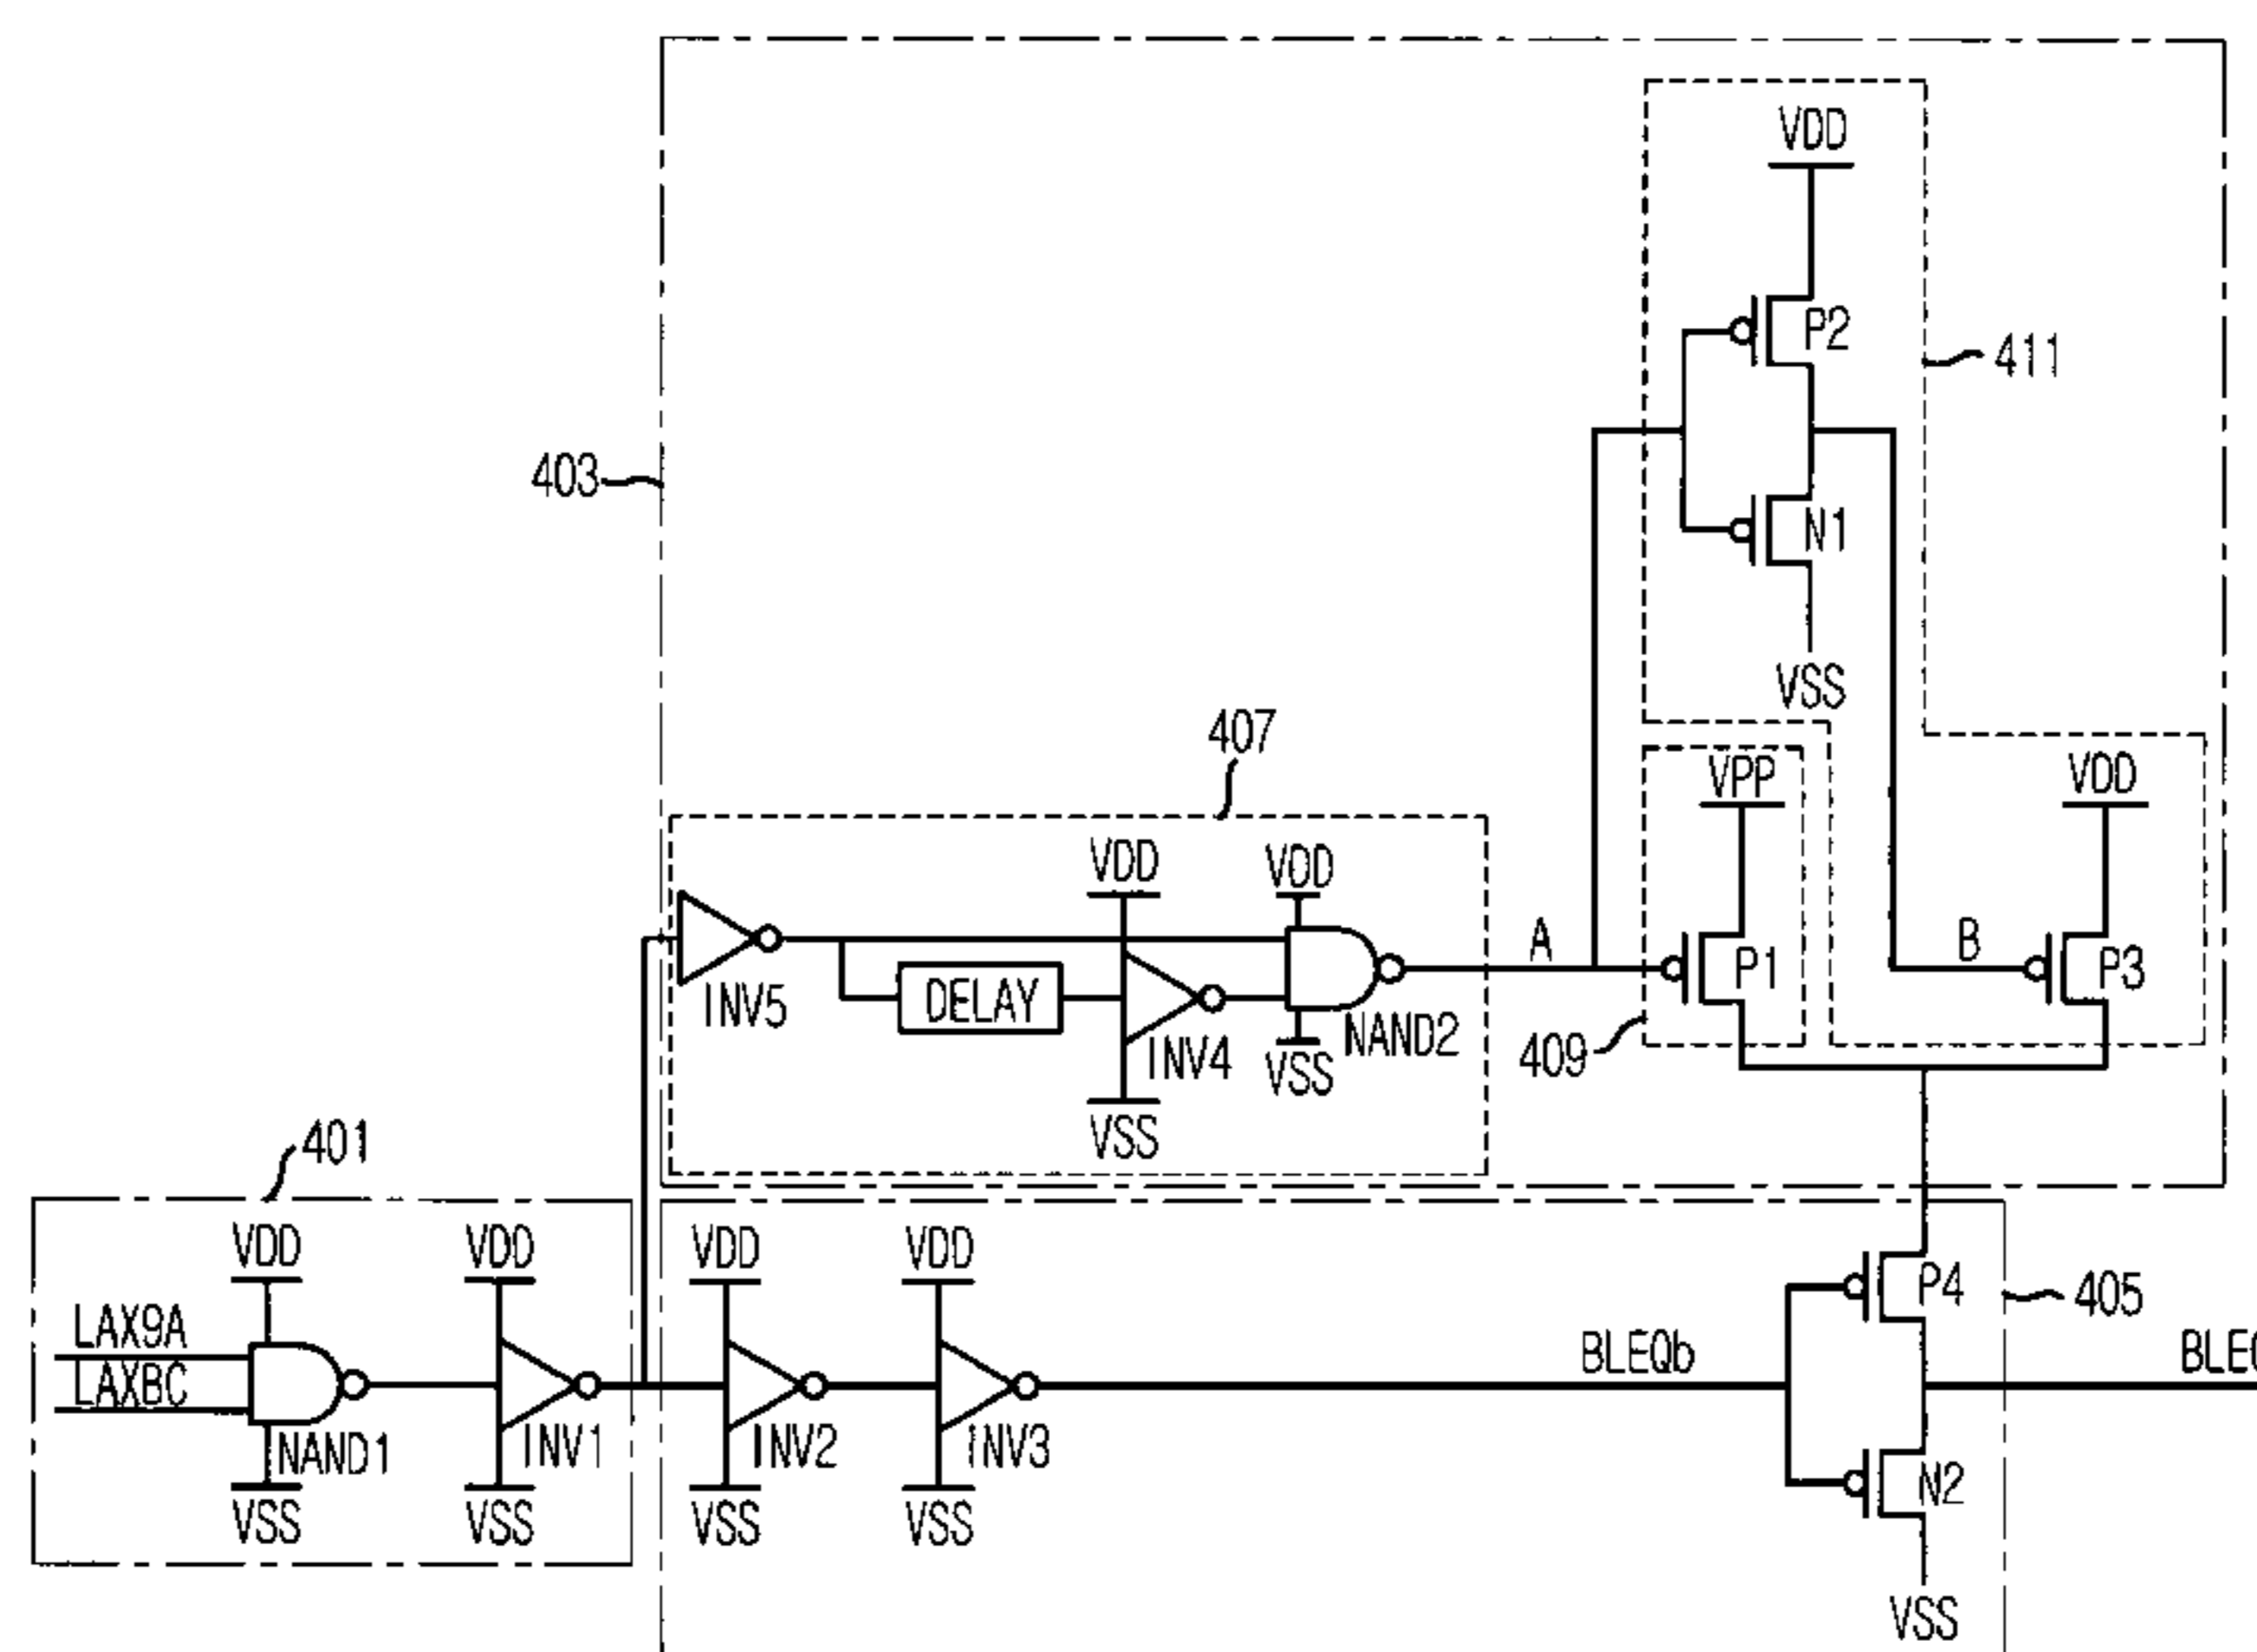 VDD
P2
411
403
N1
VSS
407
VPP
VDD
VDD
VDD
A
P1
B
P3
INV5
DELAY
INV4
NAND2
409
VSS
VSS
401
VDD
VDD
VDD
VDD
P4
405
LAX9A
LAXBC
BLEQb
NAND1
INV1
INV2
INV3
N2
VSS
VSS
VSS
VSS
VSS